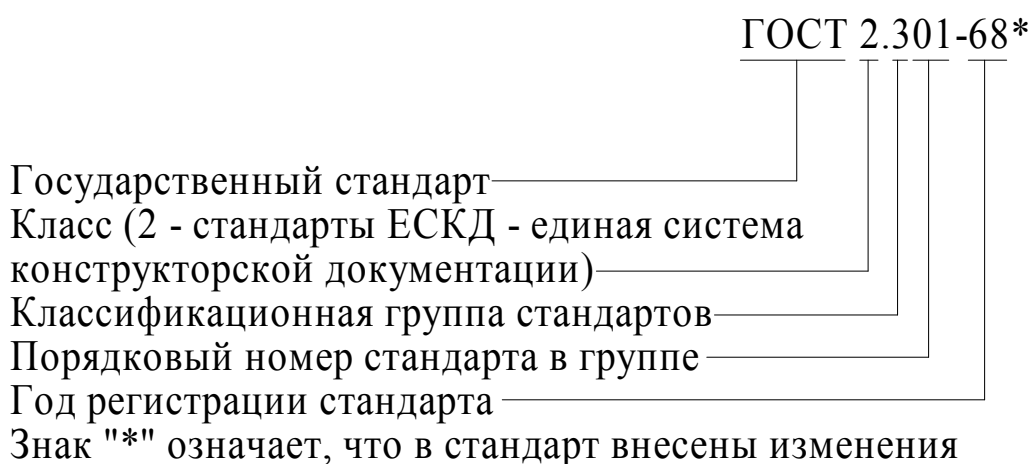 ГОСТ 2.301-68*
Государственный стандарт
Класс (2 - стандарты ЕСКД - единая система
конструкторской документации)
Классификационная группа стандартов
Порядковый номер стандарта в группе
Год регистрации стандарта
Знак "*" означает, что в стандарт внесены изменения